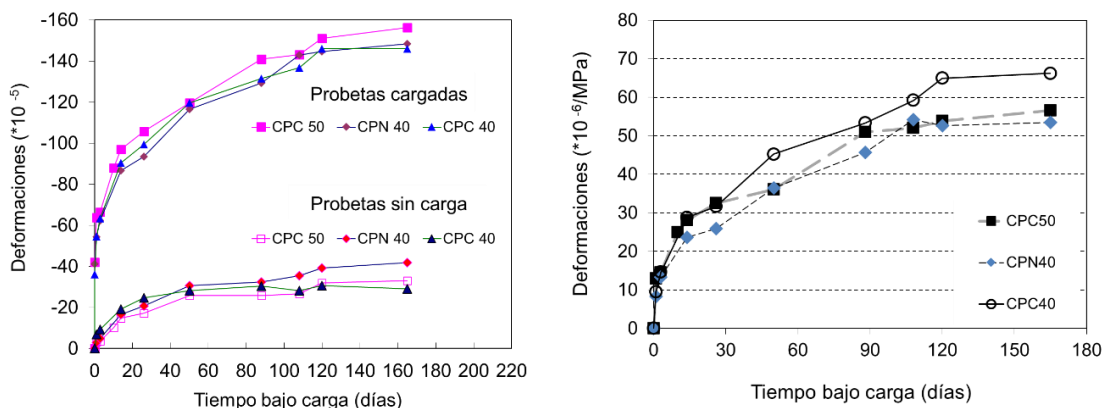 Deformaciones (*10 -5)
-160
-140
-120
-100
-80
-60
-40
-20
0
Probetas cargadas
CPC 50 CPN 40 CPC 40
Probetas sin carga
CPC 50 CPN 40 CPC 40
0 20 40 60 80 100 120 140 160 180 200 220
Tiempo bajo carga (días)
Deformaciones (*10 -6/MPa)
80
70
60
50
40
30
20
10
0
CPC50
CPN40
CPC40
0 30 60 90 120 150 180
Tiempo bajo carga (días)